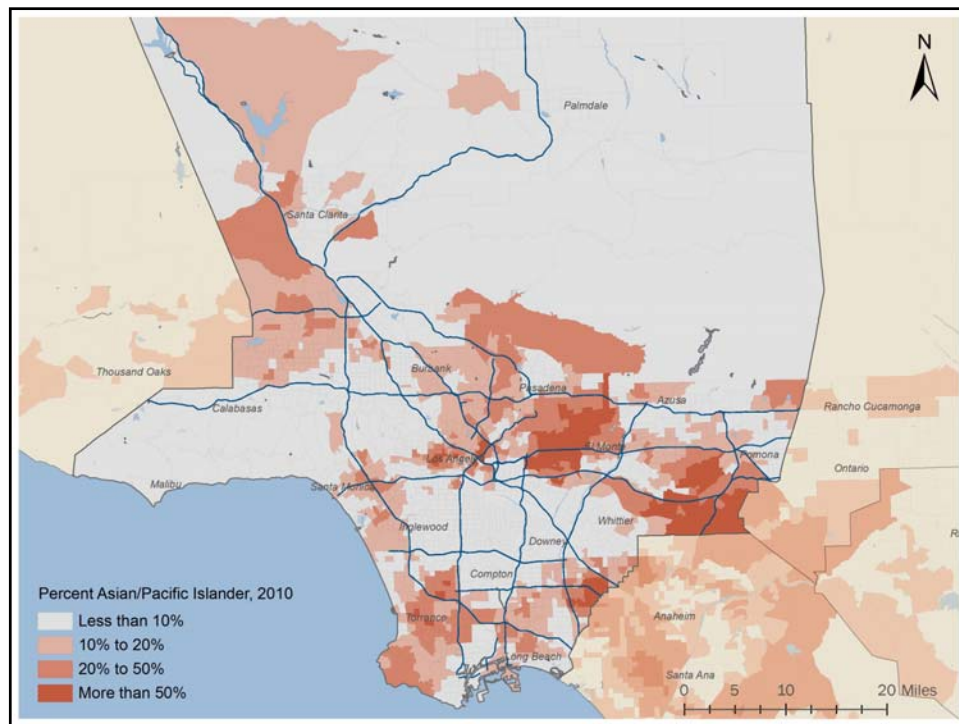 N
Palmdale
Santa Clarita
Thousand Oaks
Burbank
Pasadena
Azusa
Rancho Cucamonga
Calabasas
Los Angeles
El Monte
Pomona
Ontario
Malibu
Santa Monica
Inglewood
Whittier
Downey
Compton
Percent Asian/Pacific Islander, 2010
Less than 10%
10% to 20%
20% to 50%
More than 50%
Torrance
Anaheim
Long Beach
Santa Ana
0 5 10 20 Miles